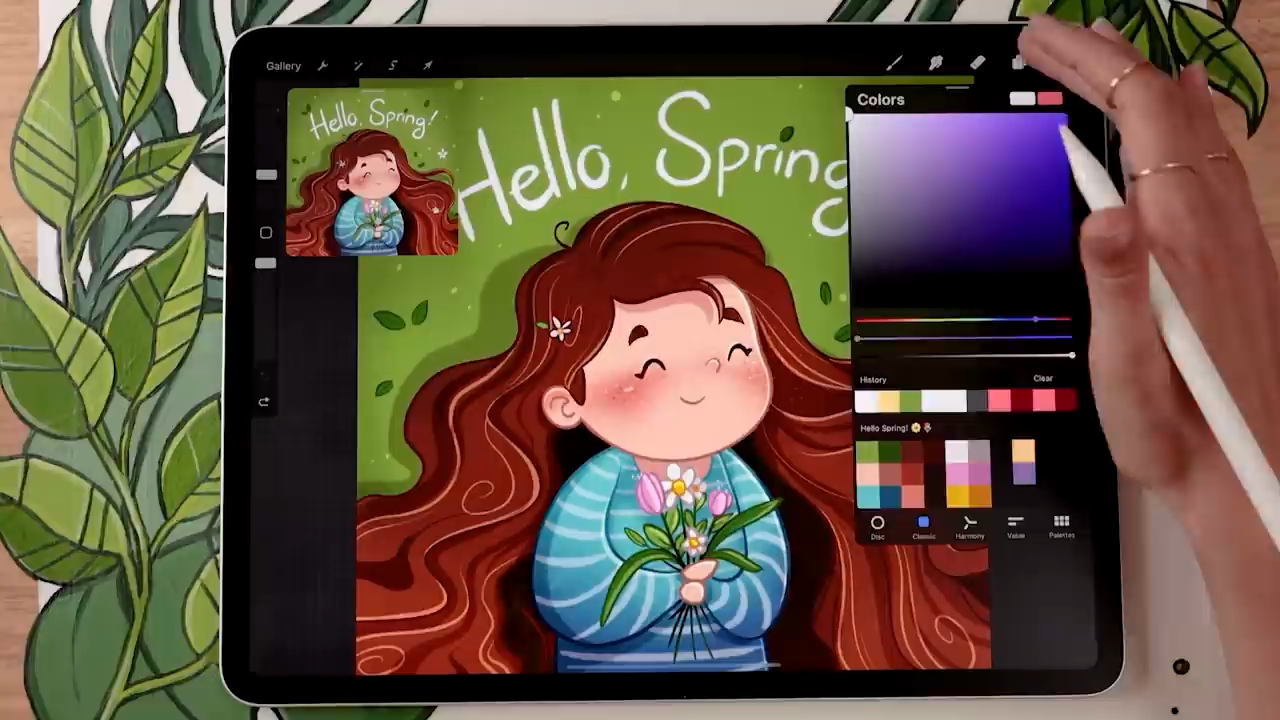 Gallery
Hello, Spring!
Hello, Spring
Colors
History
Clear
Hello Spring!
Disc
Classic
Harmony
Value
Palettes